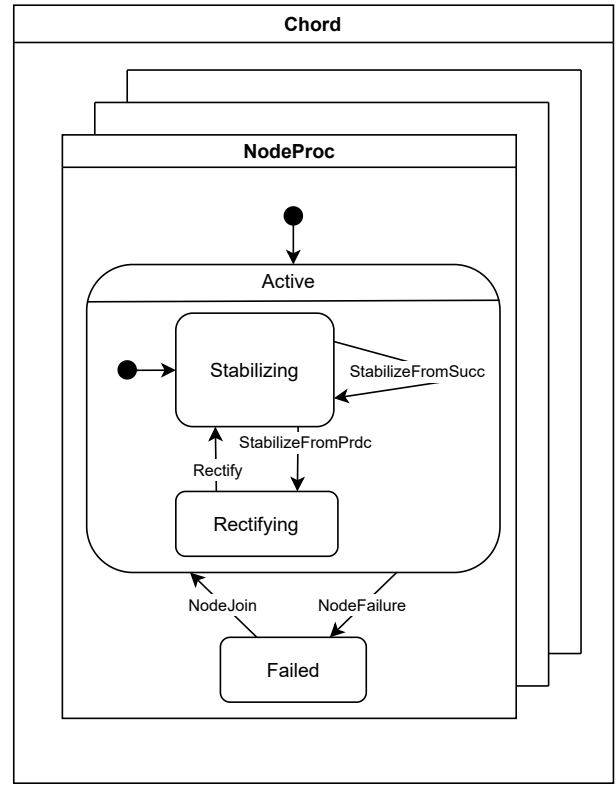 Chord
NodeProc
Active
Stabilizing
StabilizeFromSucc
StabilizeFromPrdc
Rectify
Rectifying
NodeJoin
NodeFailure
Failed